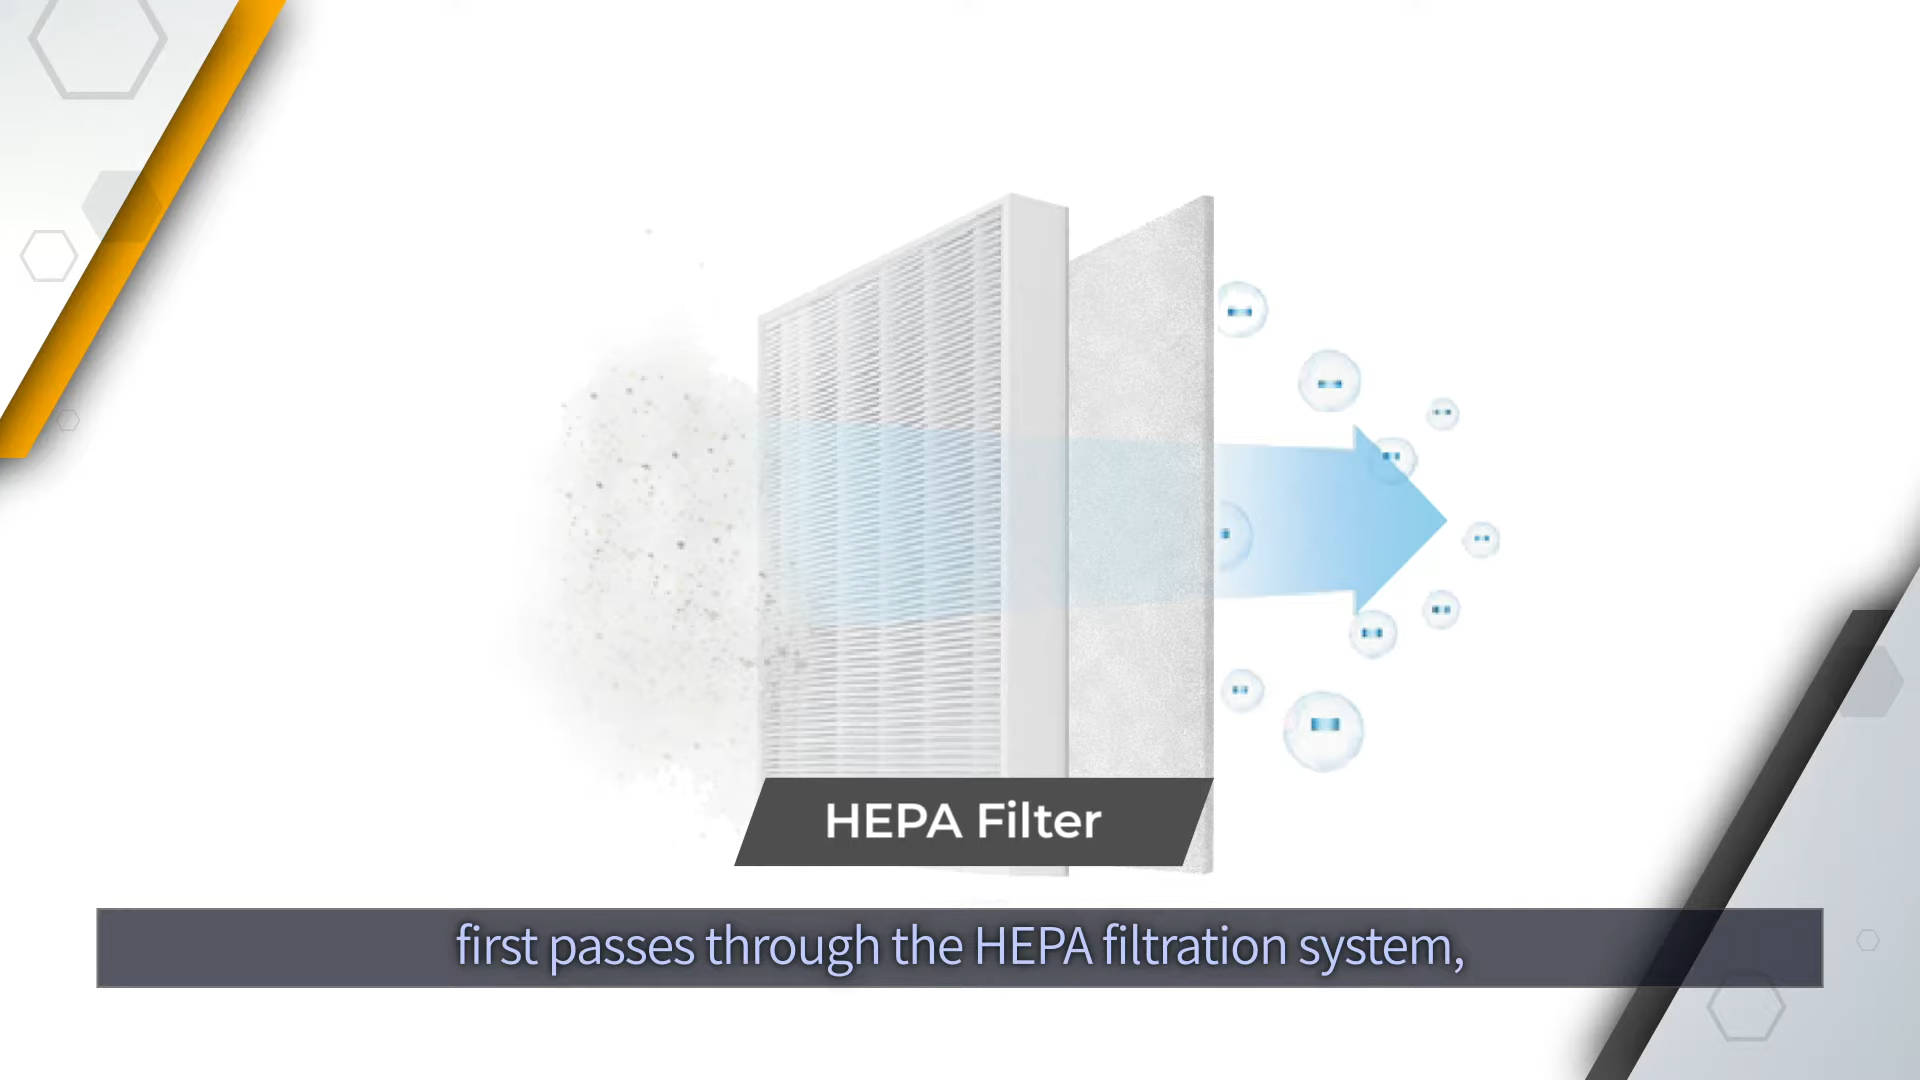 HEPA Filter
first passes through the HEPA filtration system,